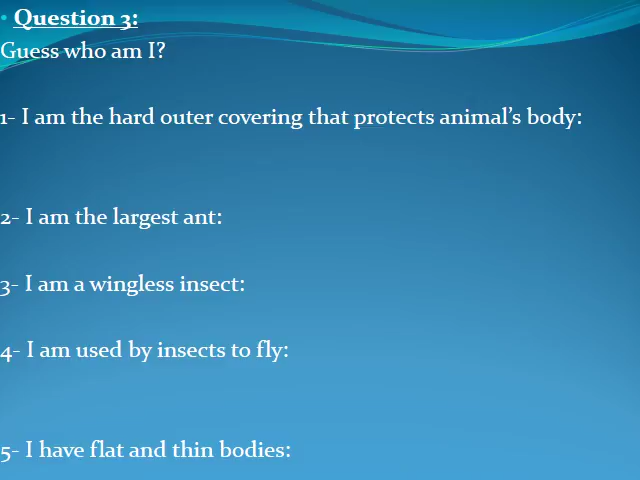 • Question 3:
Guess who am I?
1- I am the hard outer covering that protects animal’s body:
2- I am the largest ant:
3- I am a wingless insect:
4- I am used by insects to fly:
5- I have flat and thin bodies: